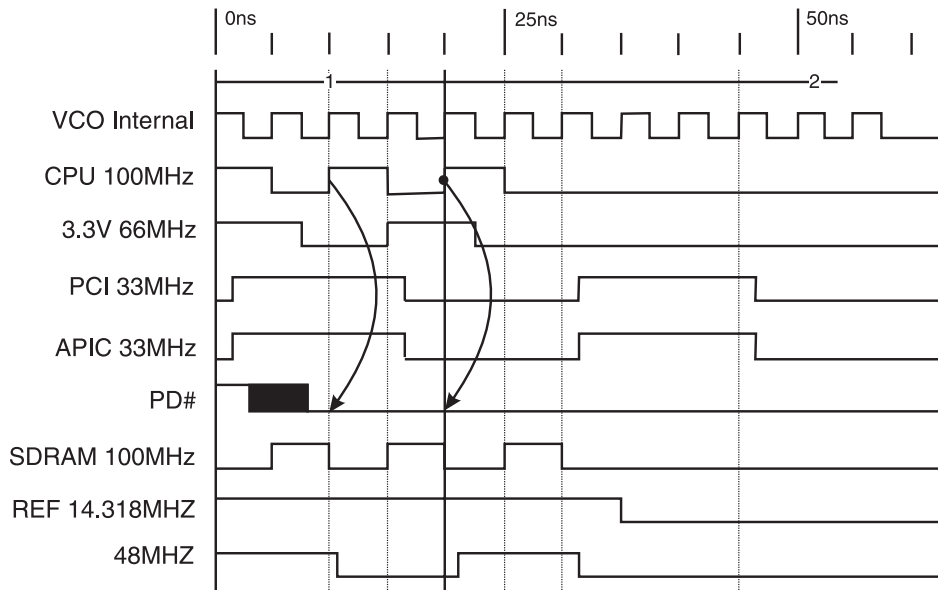 0ns 25ns 50ns
1 2
VCO Internal
CPU 100MHz
3.3V 66MHz
PCI 33MHz
APIC 33MHz
PD#
SDRAM 100MHz
REF 14.318MHZ
48MHZ